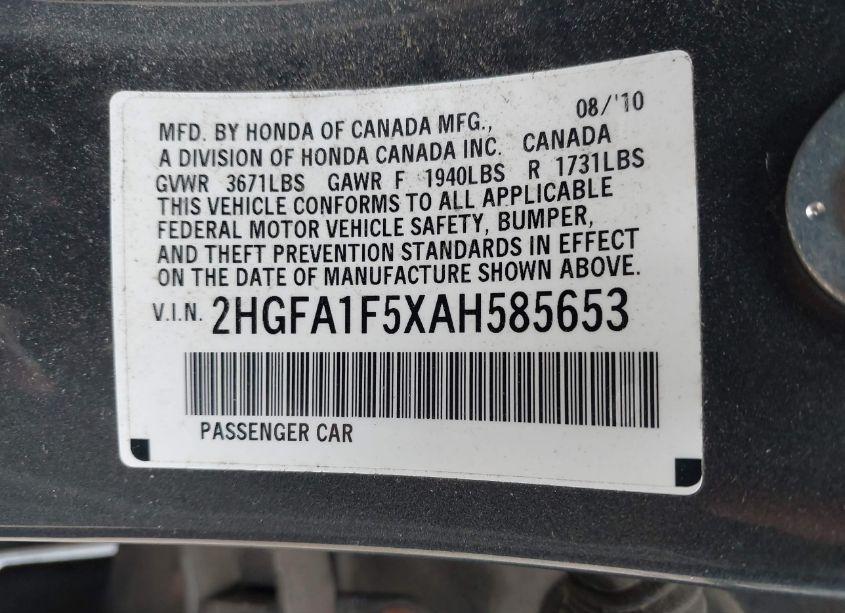 08/'10
MFD. BY HONDA OF CANADA MFG.,
A DIVISION OF HONDA CANADA INC. CANADA
GVWR 3671LBS GAWR F 1940LBS R 1731LBS
THIS VEHICLE CONFORMS TO ALL APPLICABLE
FEDERAL MOTOR VEHICLE SAFETY, BUMPER,
AND THEFT PREVENTION STANDARDS IN EFFECT
ON THE DATE OF MANUFACTURE SHOWN ABOVE.
V.I.N. 2HGFA1F5XAH585653
PASSENGER CAR